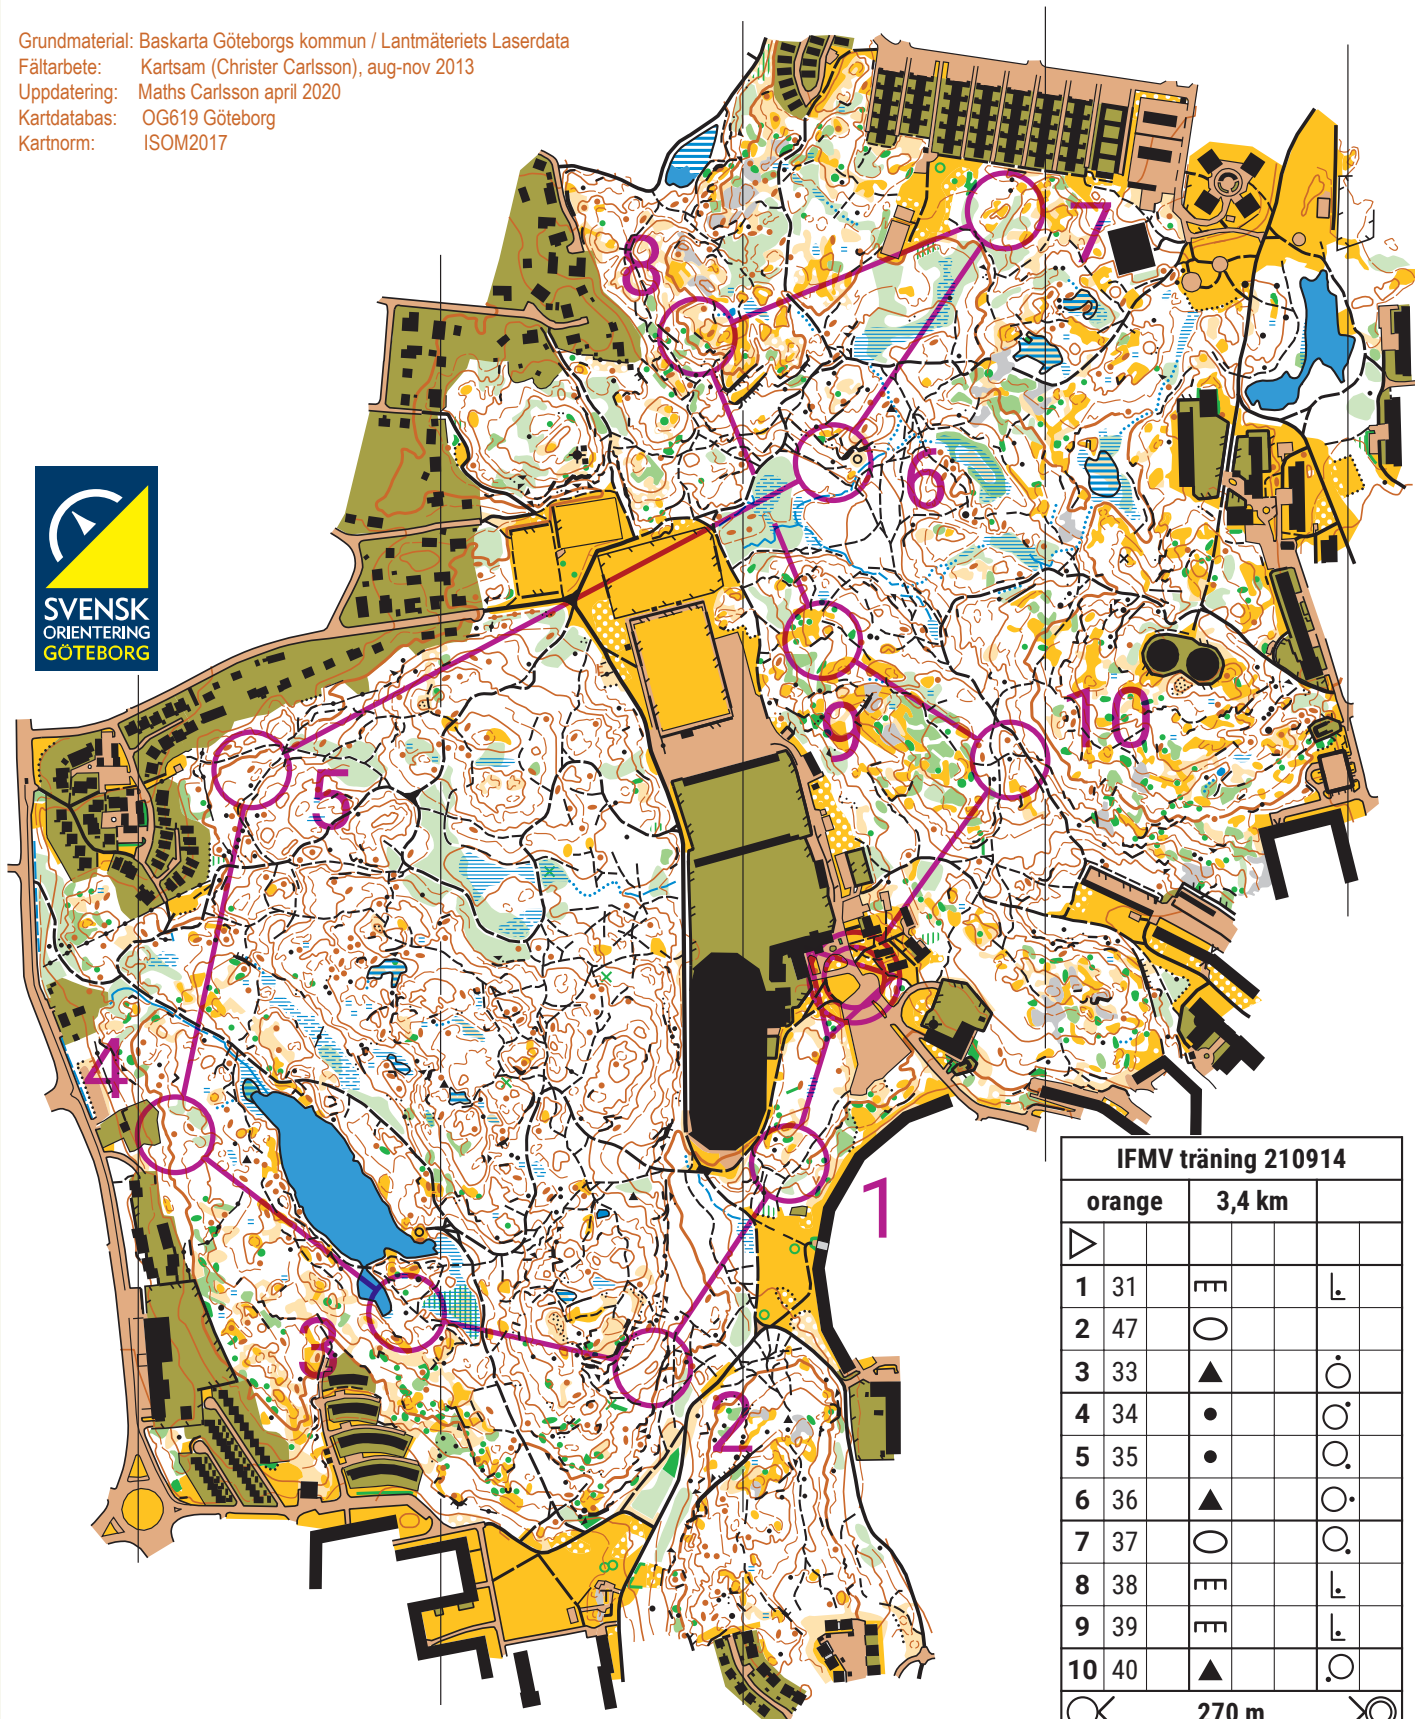 Grundmaterial: Baskarta Göteborgs kommun / Lantmäteriets Laserdata
Fältarbete: Kartsam (Christer Carlsson), aug-nov 2013
Uppdatering: Maths Carlsson april 2020
Kartdatabas: OG619 Göteborg
Kartnorm: ISOM2017
7
8
6
SVENSK
ORIENTERING
GÖTEBORG
10
9
5
4
1
3
2
IFMV träning 210914
orange 3,4 km
1 31
2 47
3 33
4 34
5 35
6 36
7 37
8 38
9 39
10 40
270 m